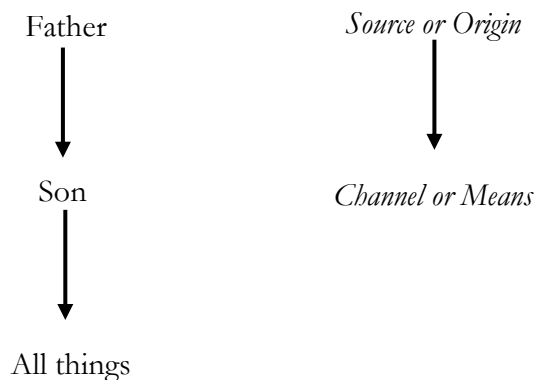 Father
Source or Origin
Son
Channel or Means
All things